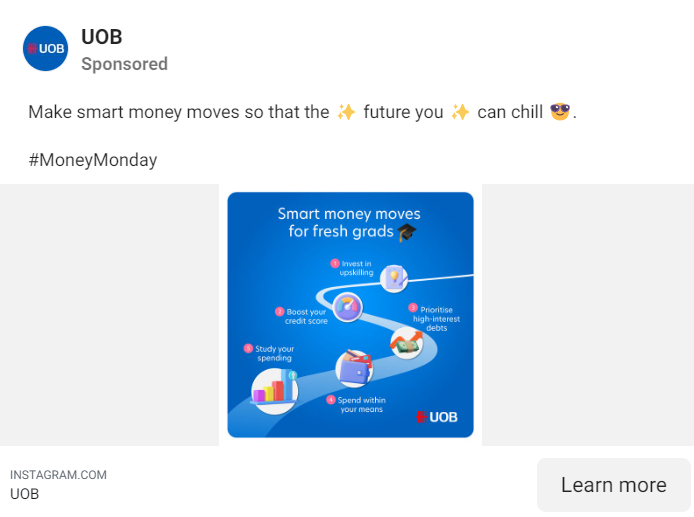 UOB
UOB
Sponsored
Make smart money moves so that the ✨ future you ✨ can chill 😎.
#MoneyMonday
Smart money moves
for fresh grads 🎓
1 Invest in
upskilling
2 Boost your
credit score
3 Prioritise
high-interest
debts
Study your
spending
4 Spend within
your means
UOB
INSTAGRAM.COM
UOB
Learn more